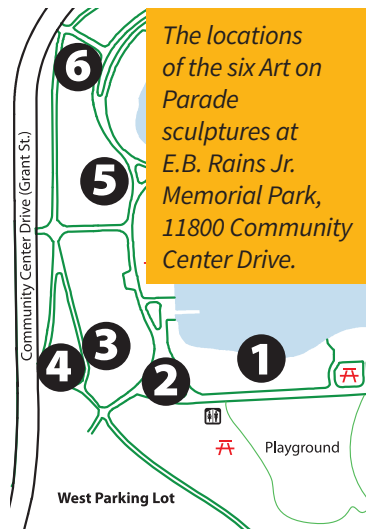 The locations
of the six Art on
Parade
sculptures at
E.B. Rains Jr.
Memorial Park,
11800 Community
Center Drive.
6
5
Community Center Drive (Grant St.)
4
3
2
1
Playground
West Parking Lot